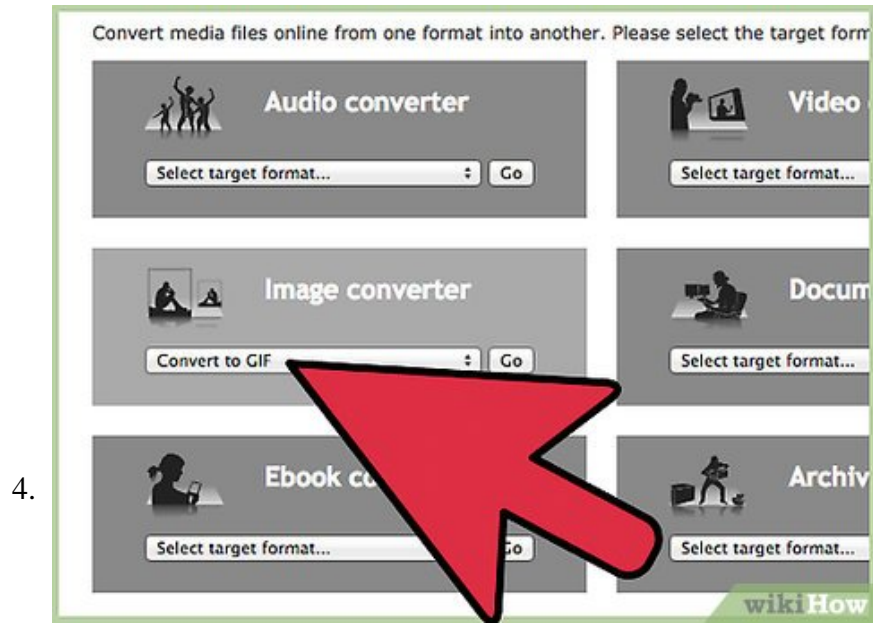 Convert media files online from one format into another. Please select the target form
Audio converter
Video
Select target format...
Go
Select target format...
Image converter
Docum
Convert to GIF
Go
Select target format...
4.
Ebook co
Archiv
Select target format...
Go
Select target format...
wikiHow